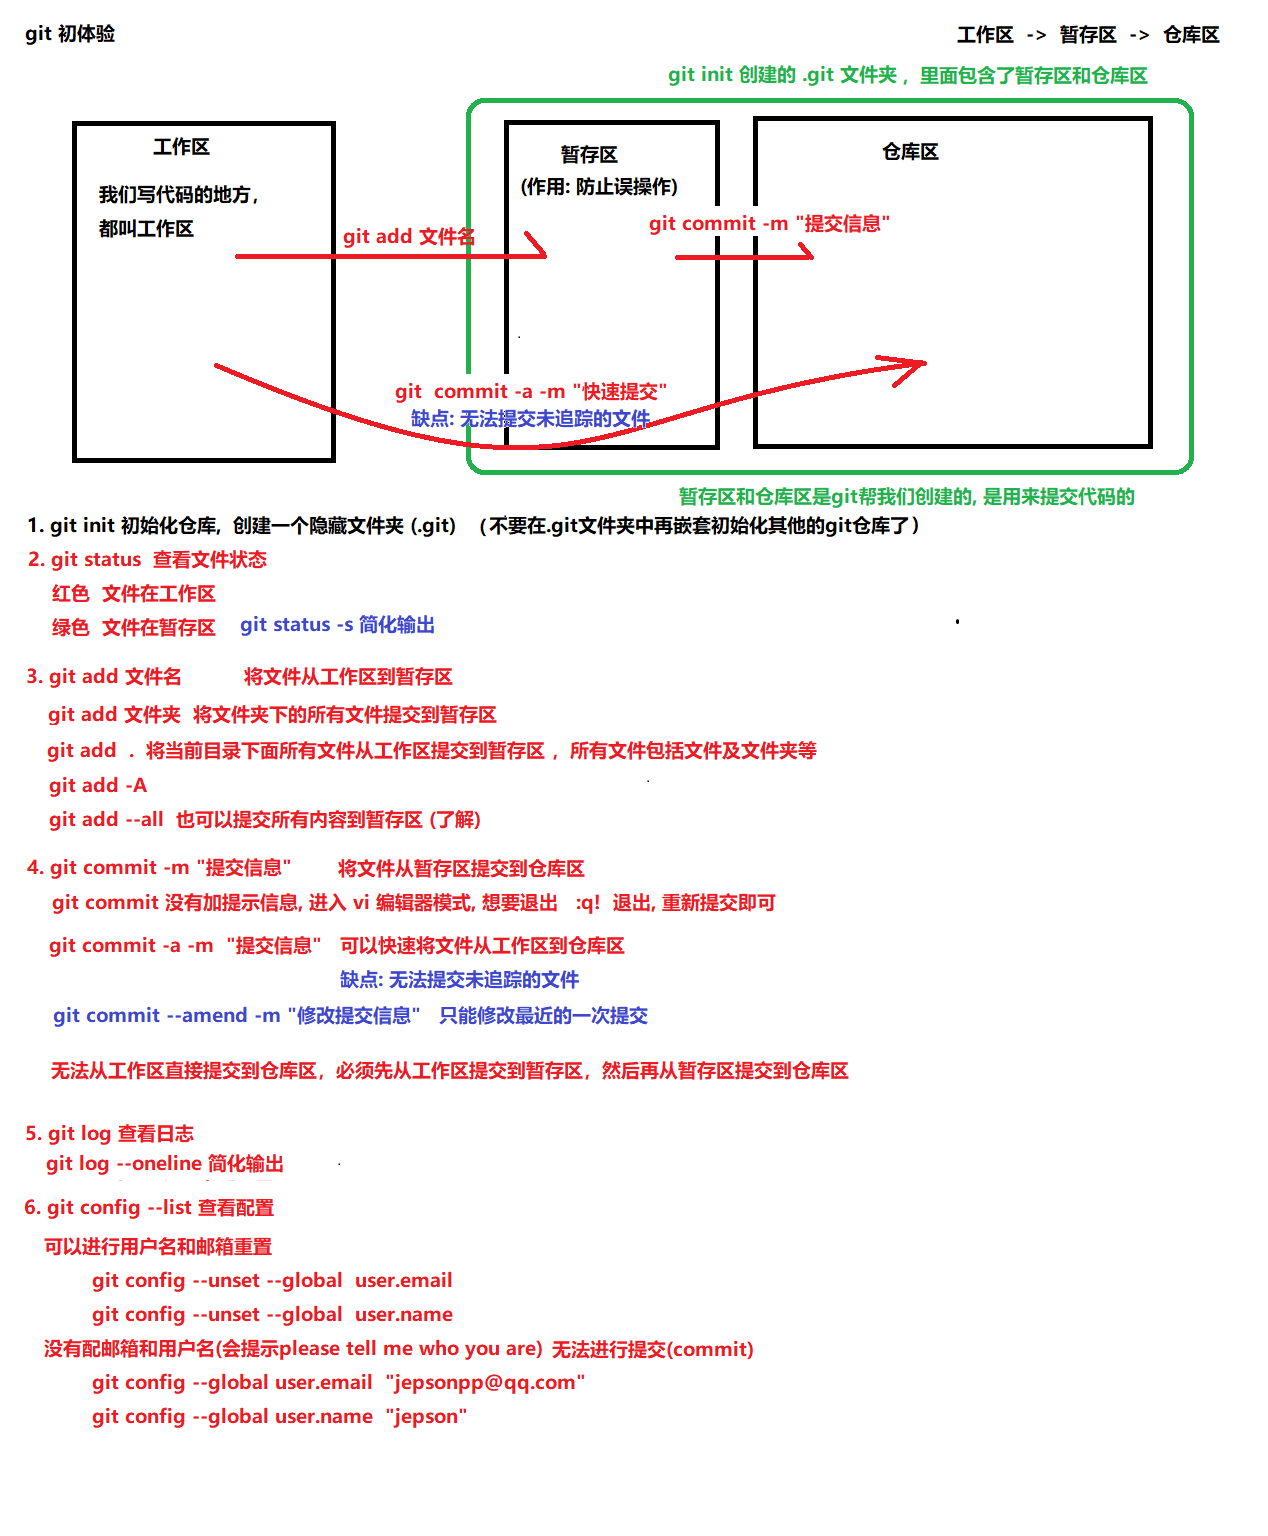 git 初体验
工作区 -> 暂存区 -> 仓库区
git init 创建的 .git 文件夹 ，里面包含了暂存区和仓库区
工作区
我们写代码的地方，
都叫工作区
暂存区
(作用: 防止误操作)
仓库区
git add 文件名
git commit -m "提交信息"
git commit -a -m "快速提交"
缺点: 无法提交未追踪的文件
暂存区和仓库区是git帮我们创建的, 是用来提交代码的
1. git init 初始化仓库，创建一个隐藏文件夹 (.git) （不要在.git文件夹中再嵌套初始化其他的git仓库了）
2. git status 查看文件状态
红色 文件在工作区
绿色 文件在暂存区 git status -s 简化输出
3. git add 文件名 将文件从工作区到暂存区
git add 文件夹 将文件夹下的所有文件提交到暂存区
git add . 将当前目录下面所有文件从工作区提交到暂存区 ，所有文件包括文件及文件夹等
git add -A
git add --all 也可以提交所有内容到暂存区 (了解)
4. git commit -m "提交信息" 将文件从暂存区提交到仓库区
git commit 没有加提示信息, 进入 vi 编辑器模式, 想要退出 :q! 退出, 重新提交即可
git commit -a -m "提交信息" 可以快速将文件从工作区到仓库区
缺点: 无法提交未追踪的文件
git commit --amend -m "修改提交信息" 只能修改最近的一次提交
无法从工作区直接提交到仓库区，必须先从工作区提交到暂存区，然后再从暂存区提交到仓库区
5. git log 查看日志
git log --oneline 简化输出
6. git config --list 查看配置
可以进行用户名和邮箱重置
git config --unset --global user.email
git config --unset --global user.name
没有配邮箱和用户名(会提示please tell me who you are) 无法进行提交(commit)
git config --global user.email "jepsonpp@qq.com"
git config --global user.name "jepson"